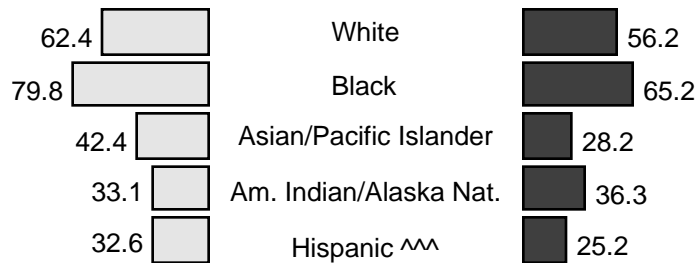 62.4 White 56.2
79.8 Black 65.2
42.4 Asian/Pacific Islander 28.2
33.1 Am. Indian/Alaska Nat. 36.3
32.6 Hispanic ^^^ 25.2